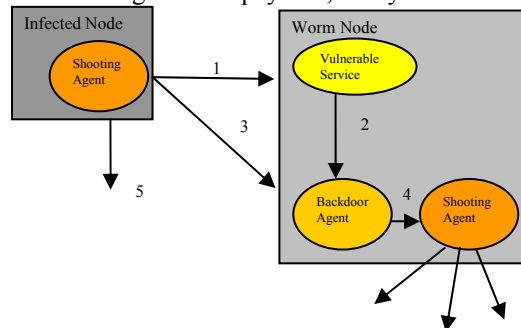 Infected Node
Shooting
Agent
Worm Node
Vulnerable
Service
1
2
3
Backdoor
Agent
4
Shooting
Agent
5